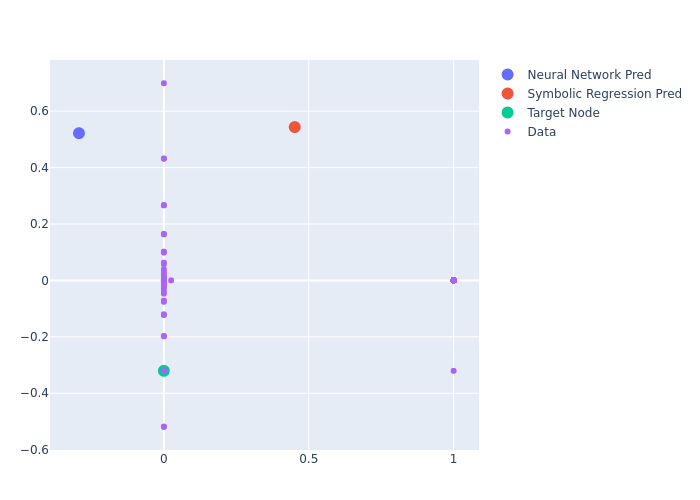 Neural Network Pred
Symbolic Regression Pred
Target Node
Data
0.6
0.4
0.2
0
−0.2
−0.4
−0.6
0
0.5
1